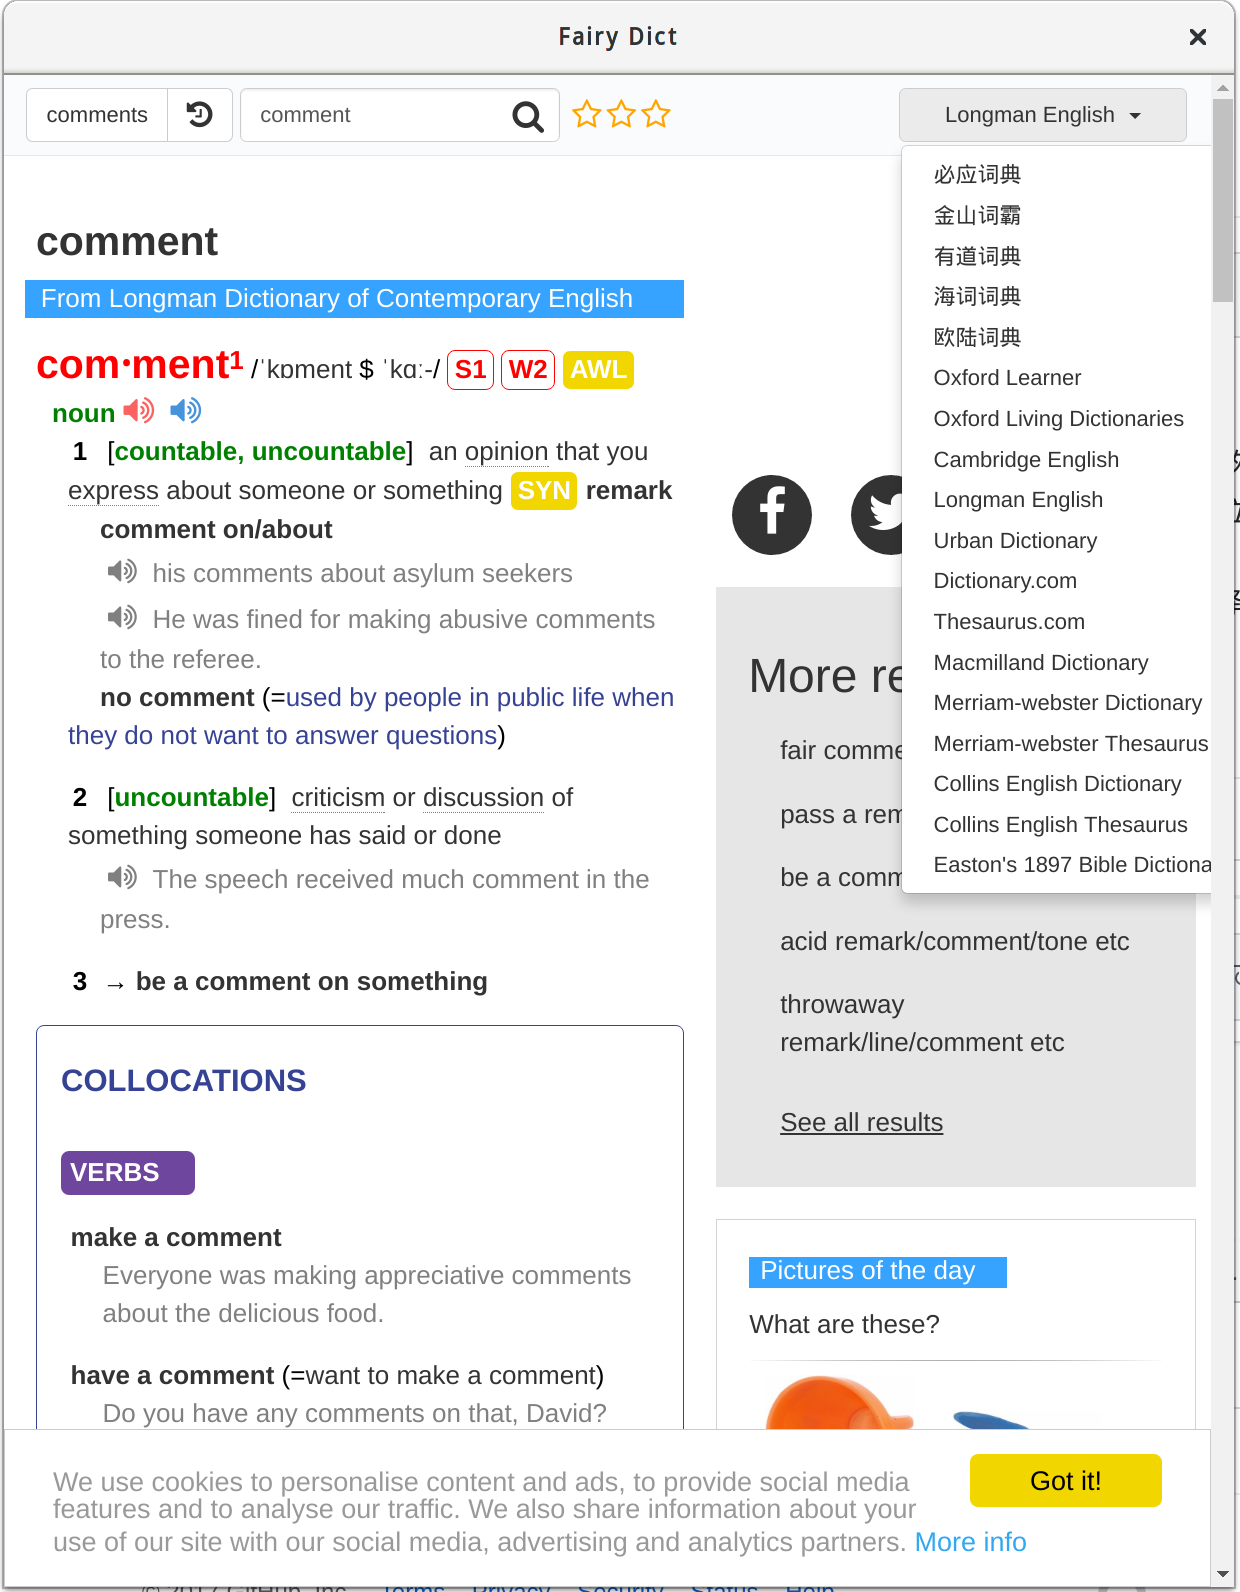 Fairy Dict
comments
comment
Longman English
必应词典
金山词霸
有道词典
海词词典
欧陆词典
Oxford Learner
Oxford Living Dictionaries
Cambridge English
Longman English
Urban Dictionary
Dictionary.com
Thesaurus.com
Macmilland Dictionary
Merriam-webster Dictionary
Merriam-webster Thesaurus
Collins English Dictionary
Collins English Thesaurus
Easton's 1897 Bible Dictiona
comment
From Longman Dictionary of Contemporary English
com·ment1 /ˈkɒment $ ˈkɑː-/ S1 W2 AWL
noun
1 [countable, uncountable] an opinion that you
express about someone or something SYN remark
comment on/about
his comments about asylum seekers
He was fined for making abusive comments
to the referee.
no comment (=used by people in public life when
they do not want to answer questions)
2 [uncountable] criticism or discussion of
something someone has said or done
The speech received much comment in the
press.
3 → be a comment on something
COLLOCATIONS
VERBS
make a comment
Everyone was making appreciative comments
about the delicious food.
have a comment (=want to make a comment)
Do you have any comments on that, David?
More re
fair comme
pass a rem
be a comm
acid remark/comment/tone etc
throwaway
remark/line/comment etc
See all results
Pictures of the day
What are these?
We use cookies to personalise content and ads, to provide social media
features and to analyse our traffic. We also share information about your
use of our site with our social media, advertising and analytics partners. More info
Got it!
© 2017 GitHub, Inc. Terms Privacy Security Status Help